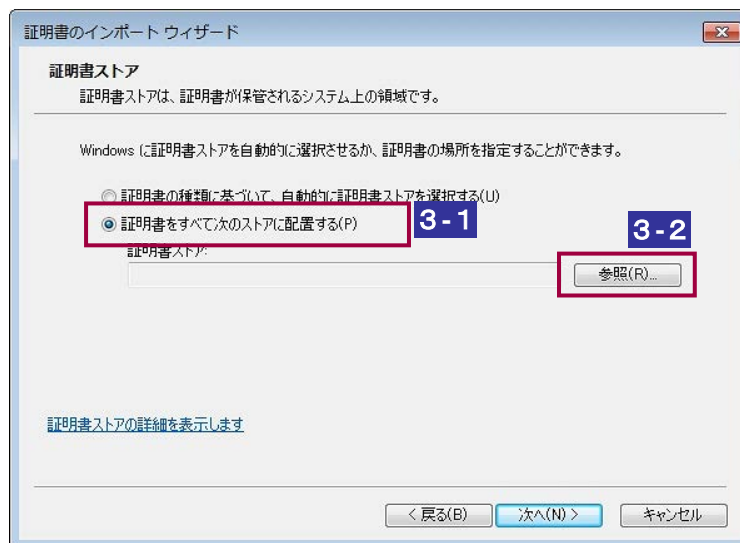 証明書のインポート ウィザード
証明書ストア
証明書ストアは、証明書が保管されるシステム上の領域です。
Windows に証明書ストアを自動的に選択させるか、証明書の場所を指定することができます。
証明書の種類に基づいて、自動的に証明書ストアを選択する(U)
証明書をすべて次のストアに配置する(P)
3-1
証明書ストア:
3-2
参照(R)...
証明書ストアの詳細を表示します
< 戻る(B)
次へ(N) >
キャンセル